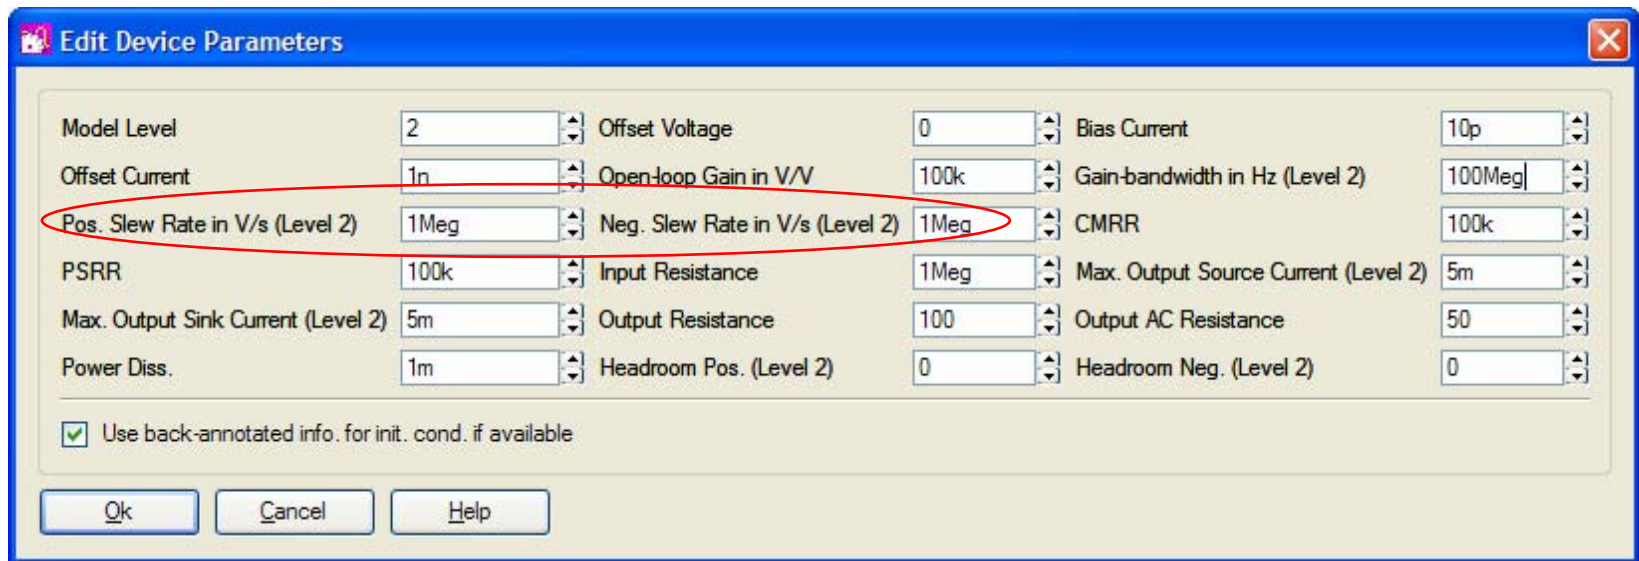 Edit Device Parameters
Model Level 2 Offset Voltage 0 Bias Current 10p
Offset Current 1n Open-loop Gain in V/V 100k Gain-bandwidth in Hz (Level 2) 100Meg
Pos. Slew Rate in V/s (Level 2) 1Meg Neg. Slew Rate in V/s (Level 2) 1Meg CMRR 100k
PSRR 100k Input Resistance 1Meg Max. Output Source Current (Level 2) 5m
Max. Output Sink Current (Level 2) 5m Output Resistance 100 Output AC Resistance 50
Power Diss. 1m Headroom Pos. (Level 2) 0 Headroom Neg. (Level 2) 0
Use back-annotated info. for init. cond. if available
Ok Cancel Help